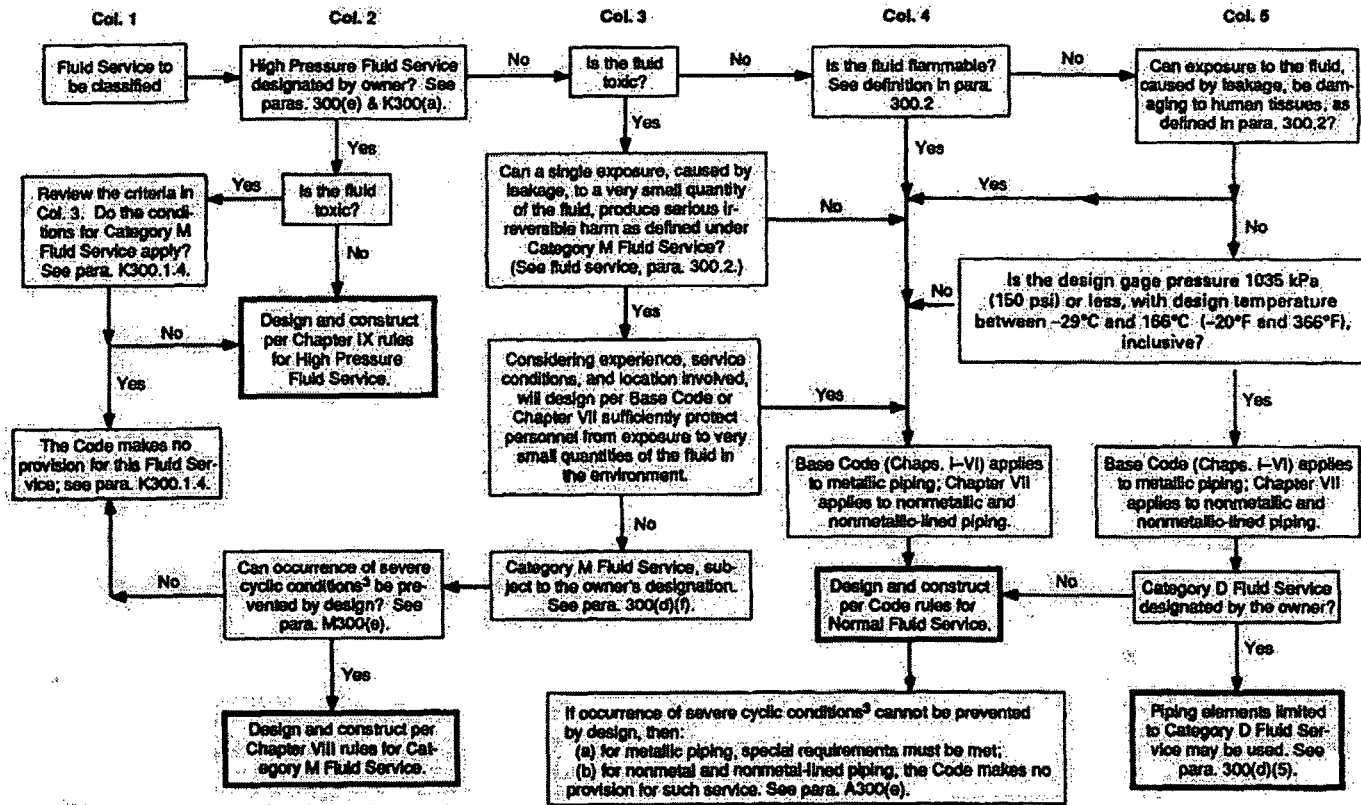 Col. 1
Col. 2
Col. 3
Col. 4
Col. 5
Fluid Service to
be classified
High Pressure Fluid Service
designated by owner? See
paras. 300(e) & K300(a).
No
Is the fluid
toxic?
No
Is the fluid flammable?
See definition in para.
300.2
No
Can exposure to the fluid,
caused by leakage, be dam-
aging to human tissues, as
defined in para. 300.2?
Yes
Yes
Yes
Review the criteria in
Col. 3. Do the condi-
tions for Category M
Fluid Service apply?
See para. K300.1.4.
Yes
Is the fluid
toxic?
Can a single exposure, caused by
leakage, to a very small quantity
of the fluid, produce serious ir-
reversible harm as defined under
Category M Fluid Service?
(See fluid service, para. 300.2.)
No
Yes
No
No
Is the design gage pressure 1035 kPa
(150 psi) or less, with design temperature
between –29°C and 166°C (–20°F and 366°F),
inclusive?
No
Design and construct
per Chapter IX rules
for High Pressure
Fluid Service.
No
Yes
Yes
Considering experience, service
conditions, and location involved,
will design per Base Code or
Chapter VII sufficiently protect
personnel from exposure to very
small quantities of the fluid in
the environment.
Yes
Yes
The Code makes no
provision for this Fluid Ser-
vice; see para. K300.1.4.
Base Code (Chaps. I–VI) applies
to metallic piping; Chapter VII
applies to nonmetallic and
nonmetallic-lined piping.
Base Code (Chaps. I–VI) applies
to metallic piping; Chapter VII
applies to nonmetallic and
nonmetallic-lined piping.
No
No
Can occurrence of severe
cyclic conditions³ be pre-
vented by design? See
para. M300(e).
Category M Fluid Service, sub-
ject to the owner's designation.
See para. 300(d)(f).
Design and construct
per Code rules for
Normal Fluid Service.
No
Category D Fluid Service
designated by the owner?
Yes
Yes
Design and construct per
Chapter VIII rules for Cat-
egory M Fluid Service.
If occurrence of severe cyclic conditions³ cannot be prevented
by design, then:
(a) for metallic piping, special requirements must be met;
(b) for nonmetal and nonmetal-lined piping, the Code makes no
provision for such service. See para. A300(e).
Piping elements limited
to Category D Fluid Ser-
vice may be used. See
para. 300(d)(5).